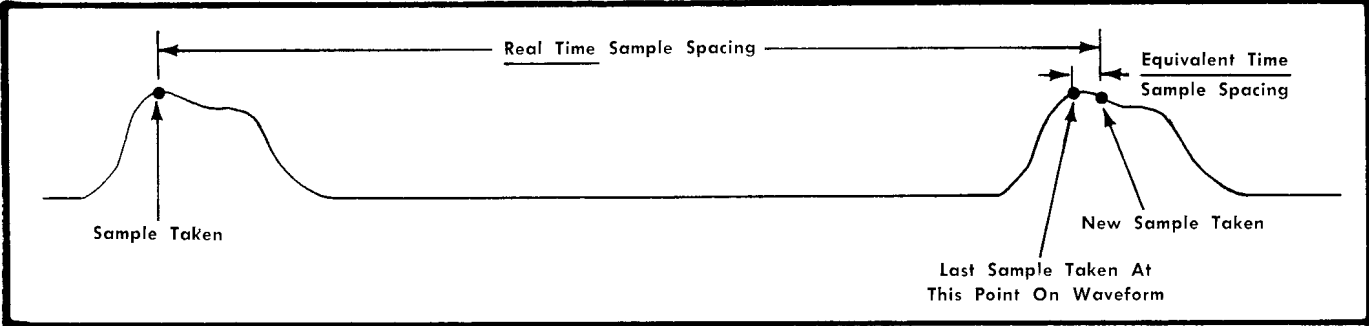 Real Time Sample Spacing
Equivalent Time
Sample Spacing
Sample Taken
New Sample Taken
Last Sample Taken At
This Point On Waveform